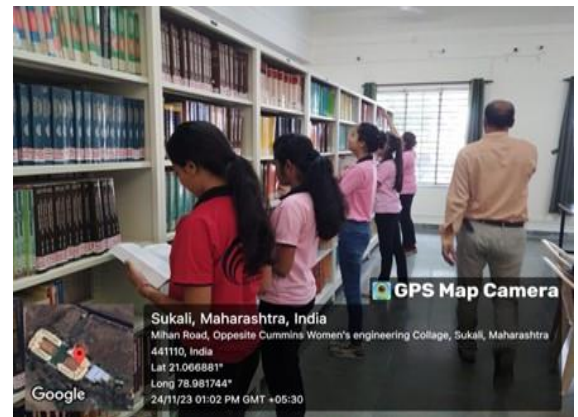 GPS Map Camera
Sukali, Maharashtra, India
Mihan Road, Oppesite Cummins Women's engineering Collage, Sukali, Maharashtra
441110, India
Lat 21.066881°
Long 78.981744°
24/11/23 01:02 PM GMT +05:30
Google